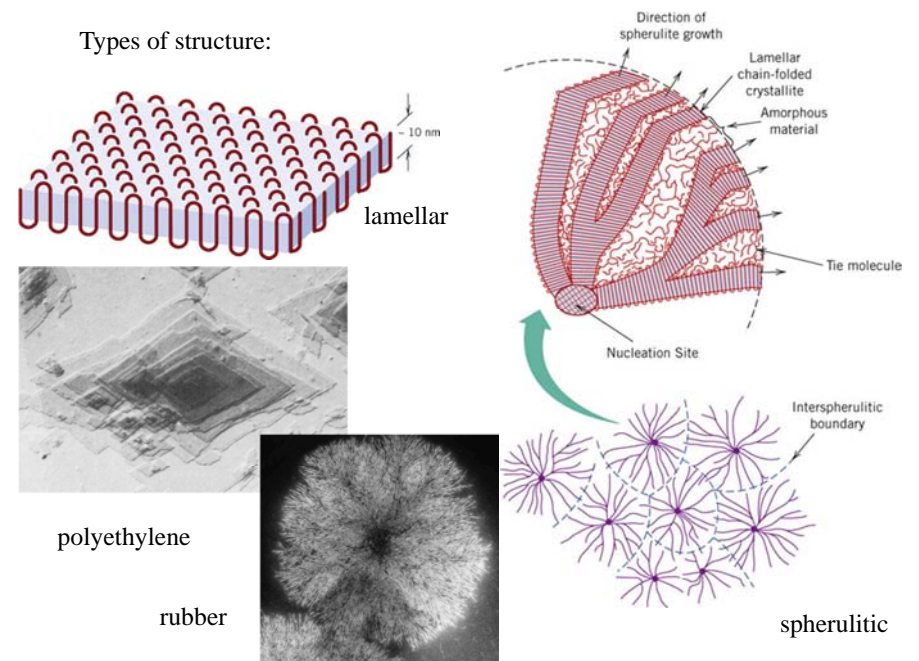 Types of structure:
~ 10 nm
lamellar
polyethylene
rubber
Direction of
spherulite growth
Lamellar
chain-folded
crystallite
Amorphous
material
Tie molecule
Nucleation Site
Interspherulitic
boundary
spherulitic